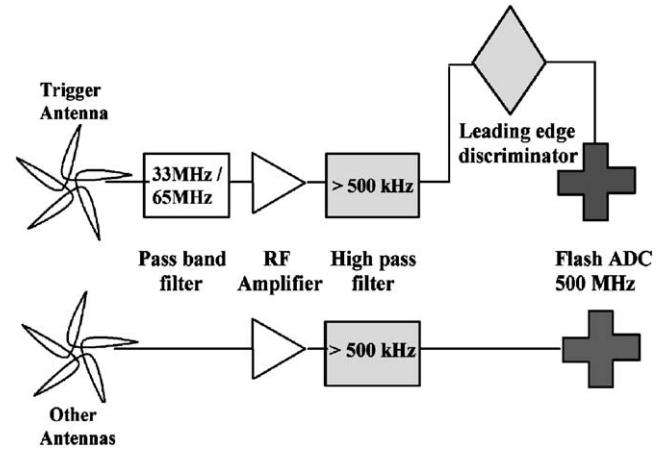 Trigger
Antenna
33MHz /
65MHz
> 500 kHz
Leading edge
discriminator
Pass band
filter
RF
Amplifier
High pass
filter
Flash ADC
500 MHz
> 500 kHz
Other
Antennas